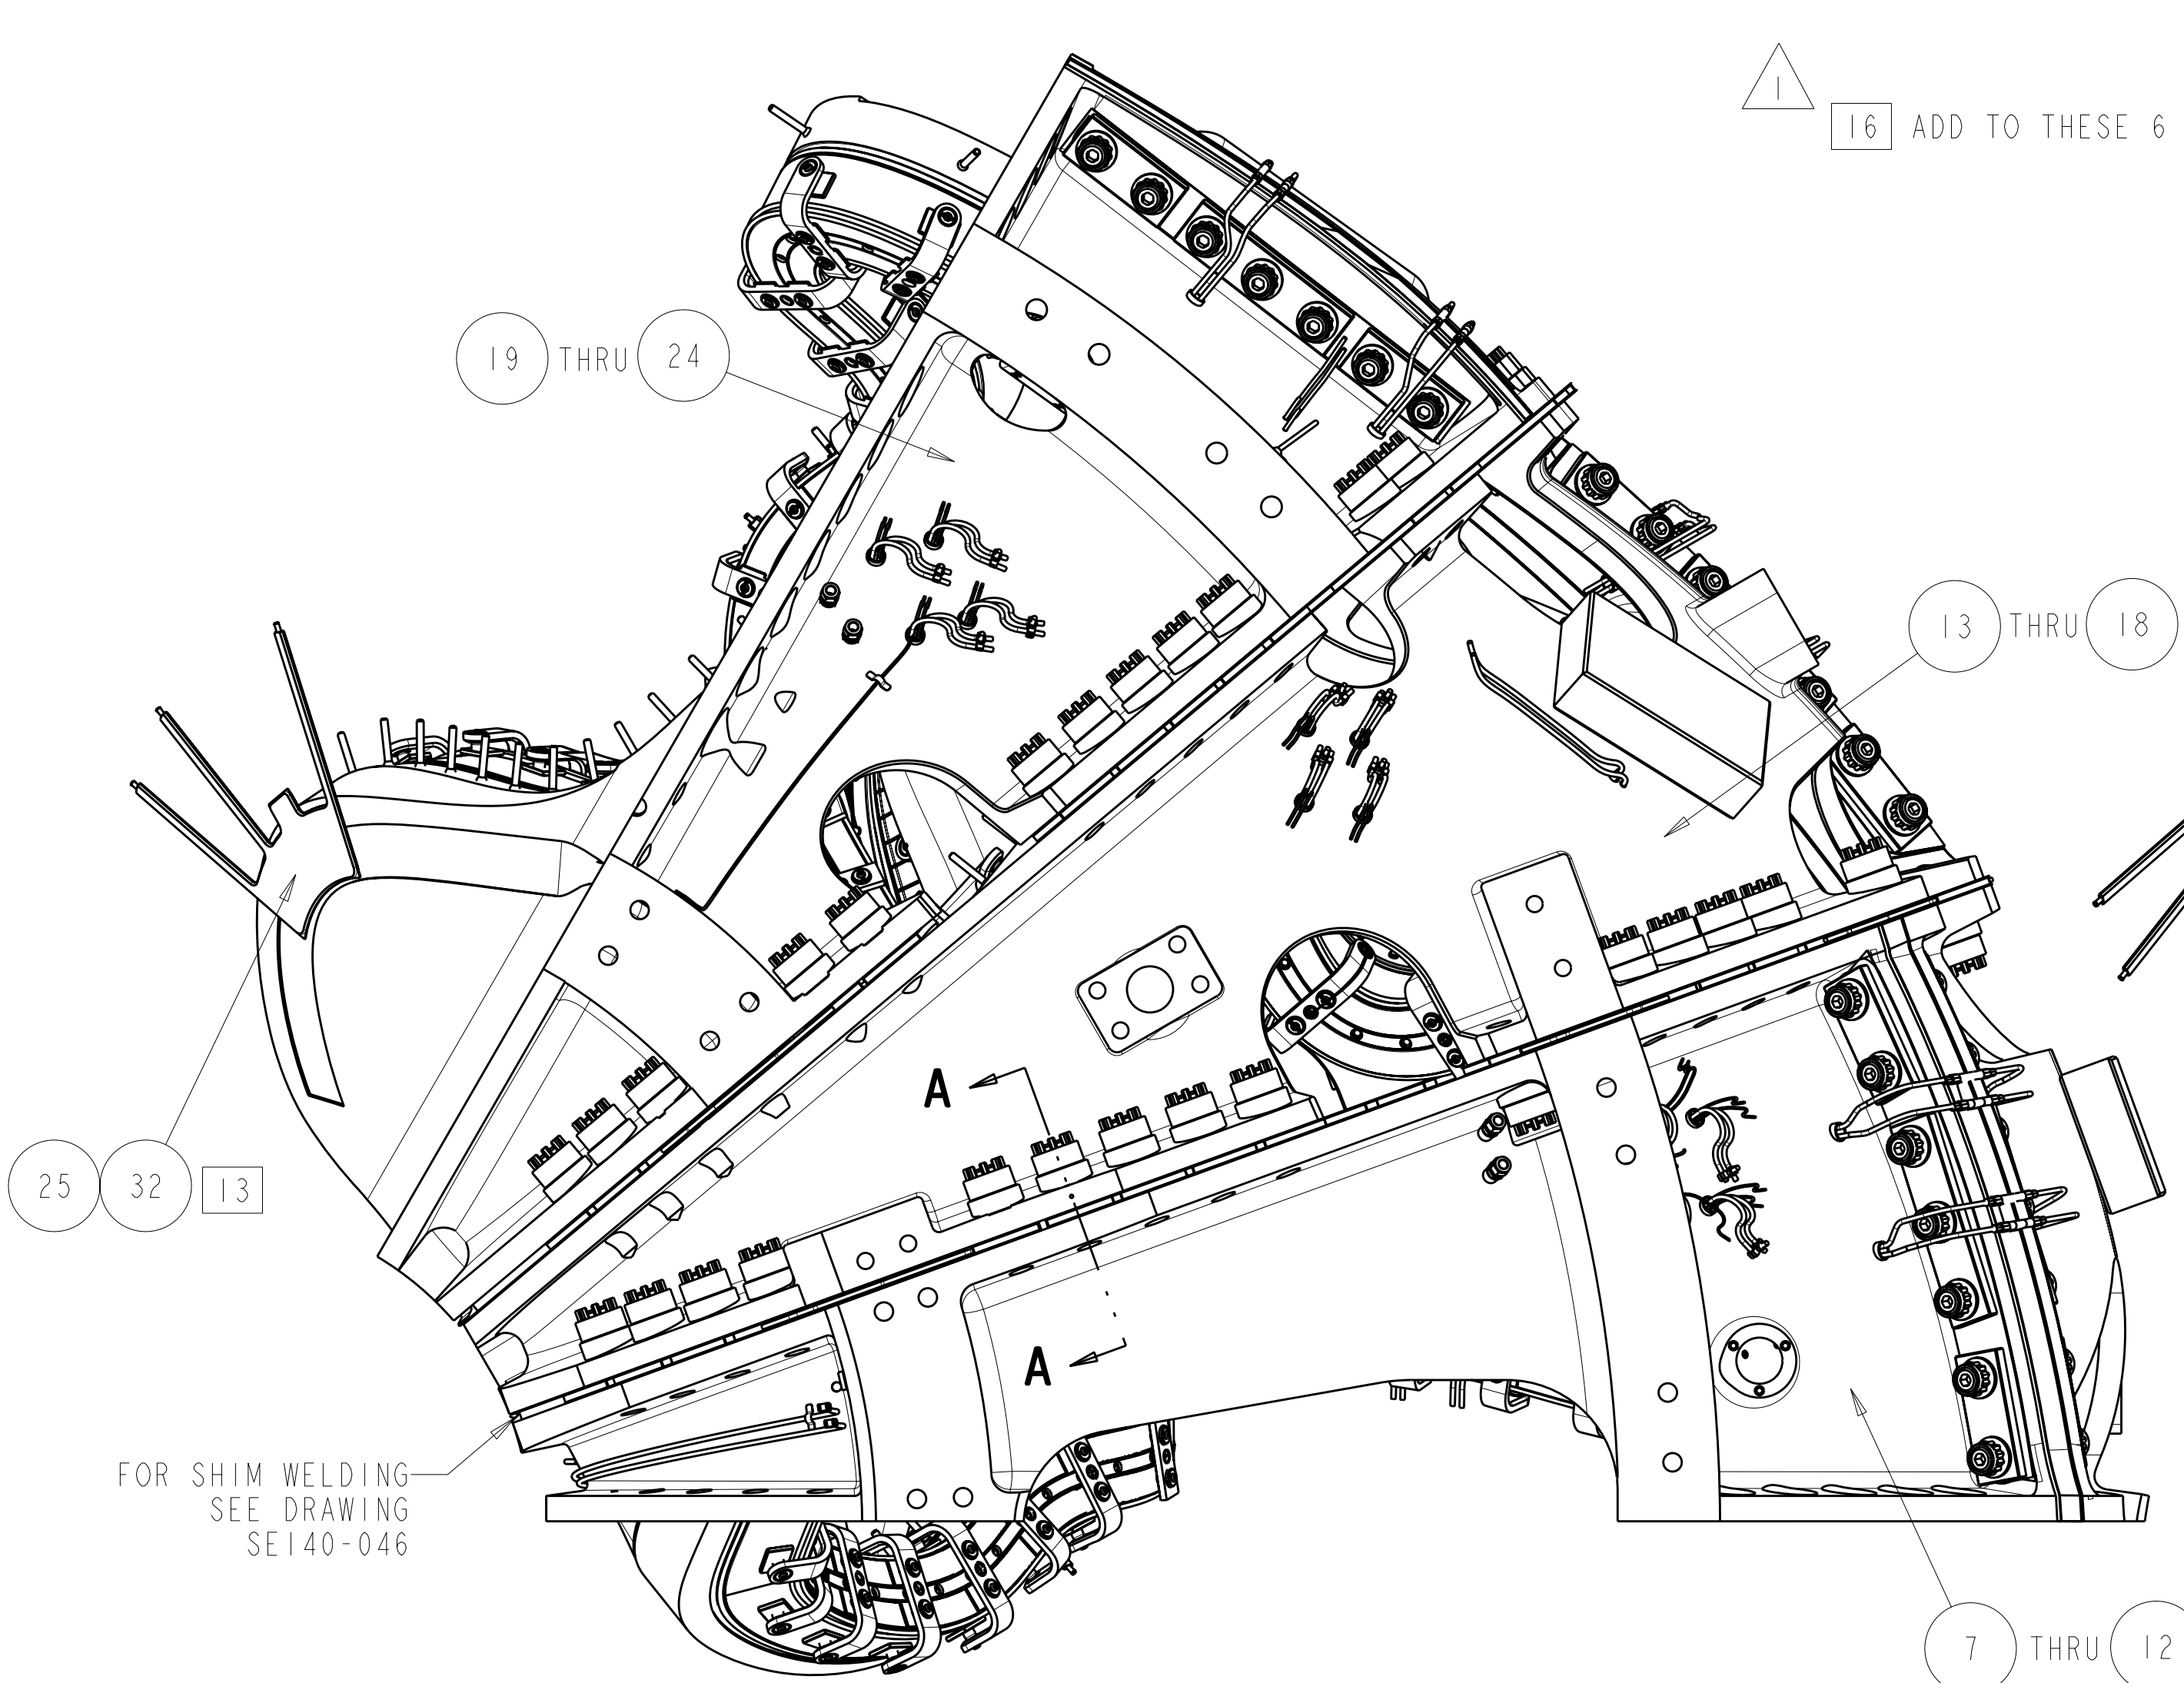 1
16 ADD TO THESE 6
19 THRU 24
13 THRU 18
A
25 32 13
A
FOR SHIM WELDING
SEE DRAWING
SE140-046
7 THRU 12